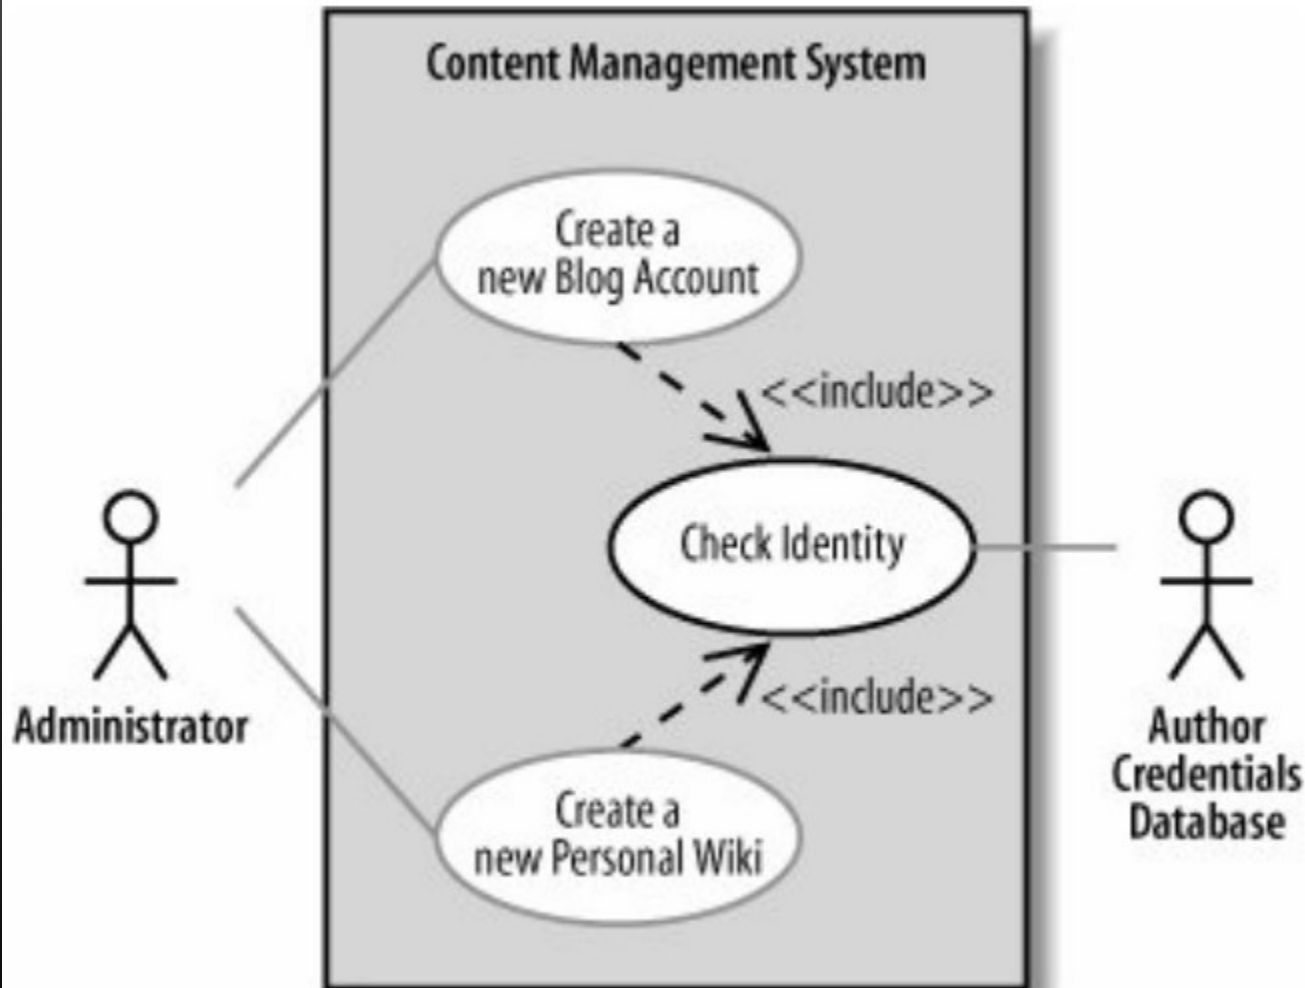 Content Management System
Create a
new Blog Account
<<include>>
Check Identity
<<include>>
Administrator
Author
Credentials
Database
Create a
new Personal Wiki